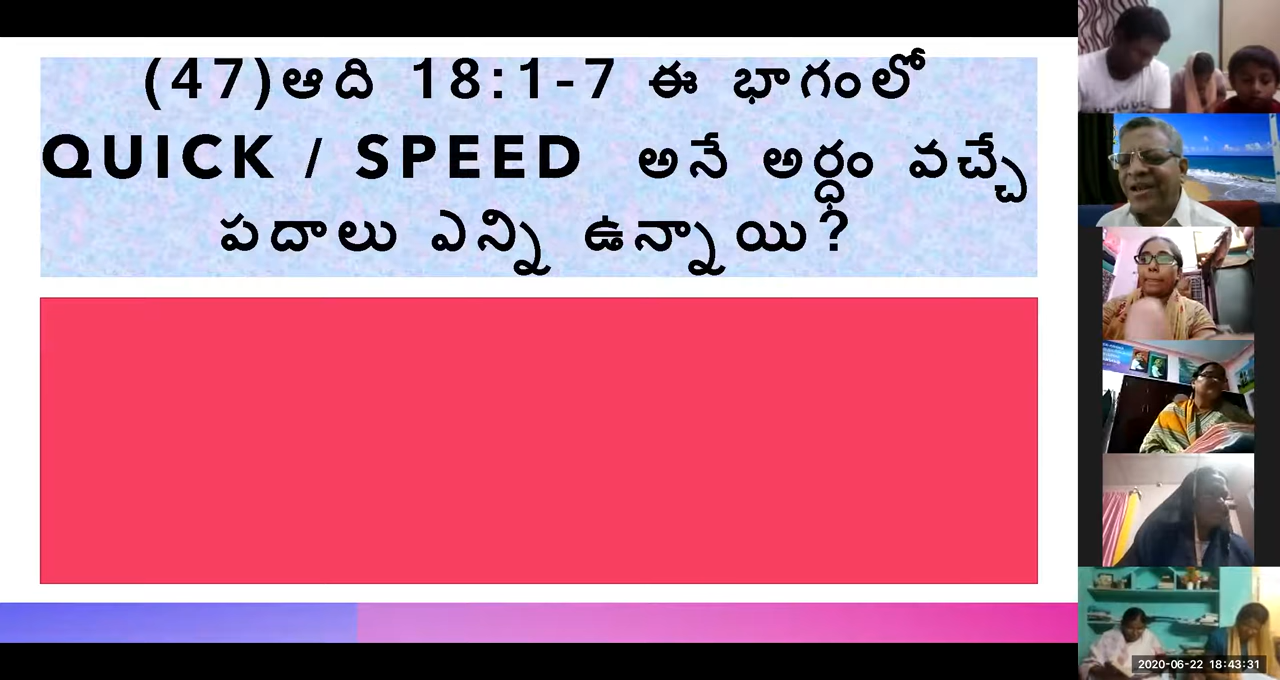 (47)ఆది 18:1-7 ఈ భాగంలో
QUICK / SPEED అనే అర్ధం వచ్చే
పదాలు ఎన్ని ఉన్నాయి?
2020-06-22 18:43:31